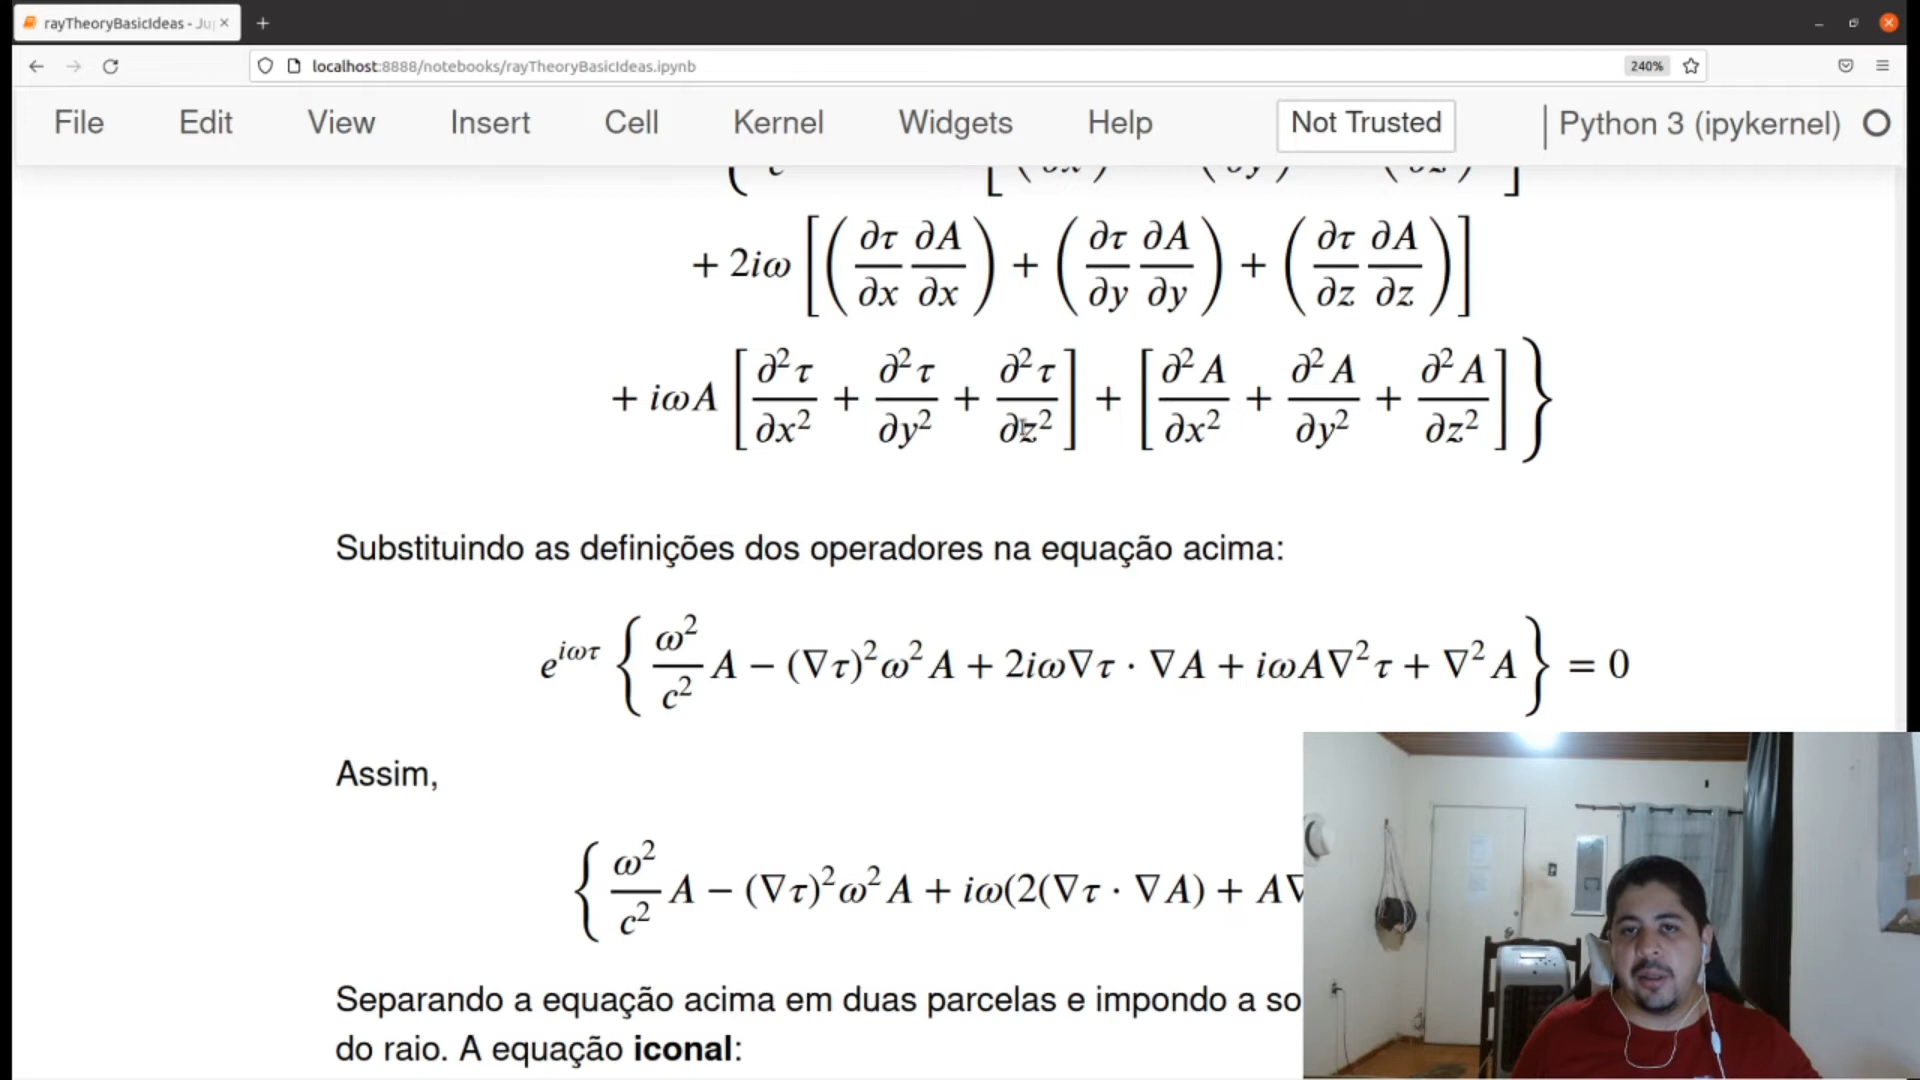 rayTheoryBasicIdeas - Ju
localhost:8888/notebooks/rayTheoryBasicIdeas.ipynb
240%
File Edit View Insert Cell Kernel Widgets Help Not Trusted Python 3 (ipykernel)
+ 2iω [(∂τ/∂x ∂A/∂x) + (∂τ/∂y ∂A/∂y) + (∂τ/∂z ∂A/∂z)]
+ iωA [∂²τ/∂x² + ∂²τ/∂y² + ∂²τ/∂z²] + [∂²A/∂x² + ∂²A/∂y² + ∂²A/∂z²]}
Substituindo as definições dos operadores na equação acima:
e^{iωτ} { ω²/c² A − (∇τ)²ω²A + 2iω∇τ · ∇A + iωA∇²τ + ∇²A } = 0
Assim,
{ ω²/c² A − (∇τ)²ω²A + iω(2(∇τ · ∇A) + A∇
Separando a equação acima em duas parcelas e impondo a so
do raio. A equação iconal: